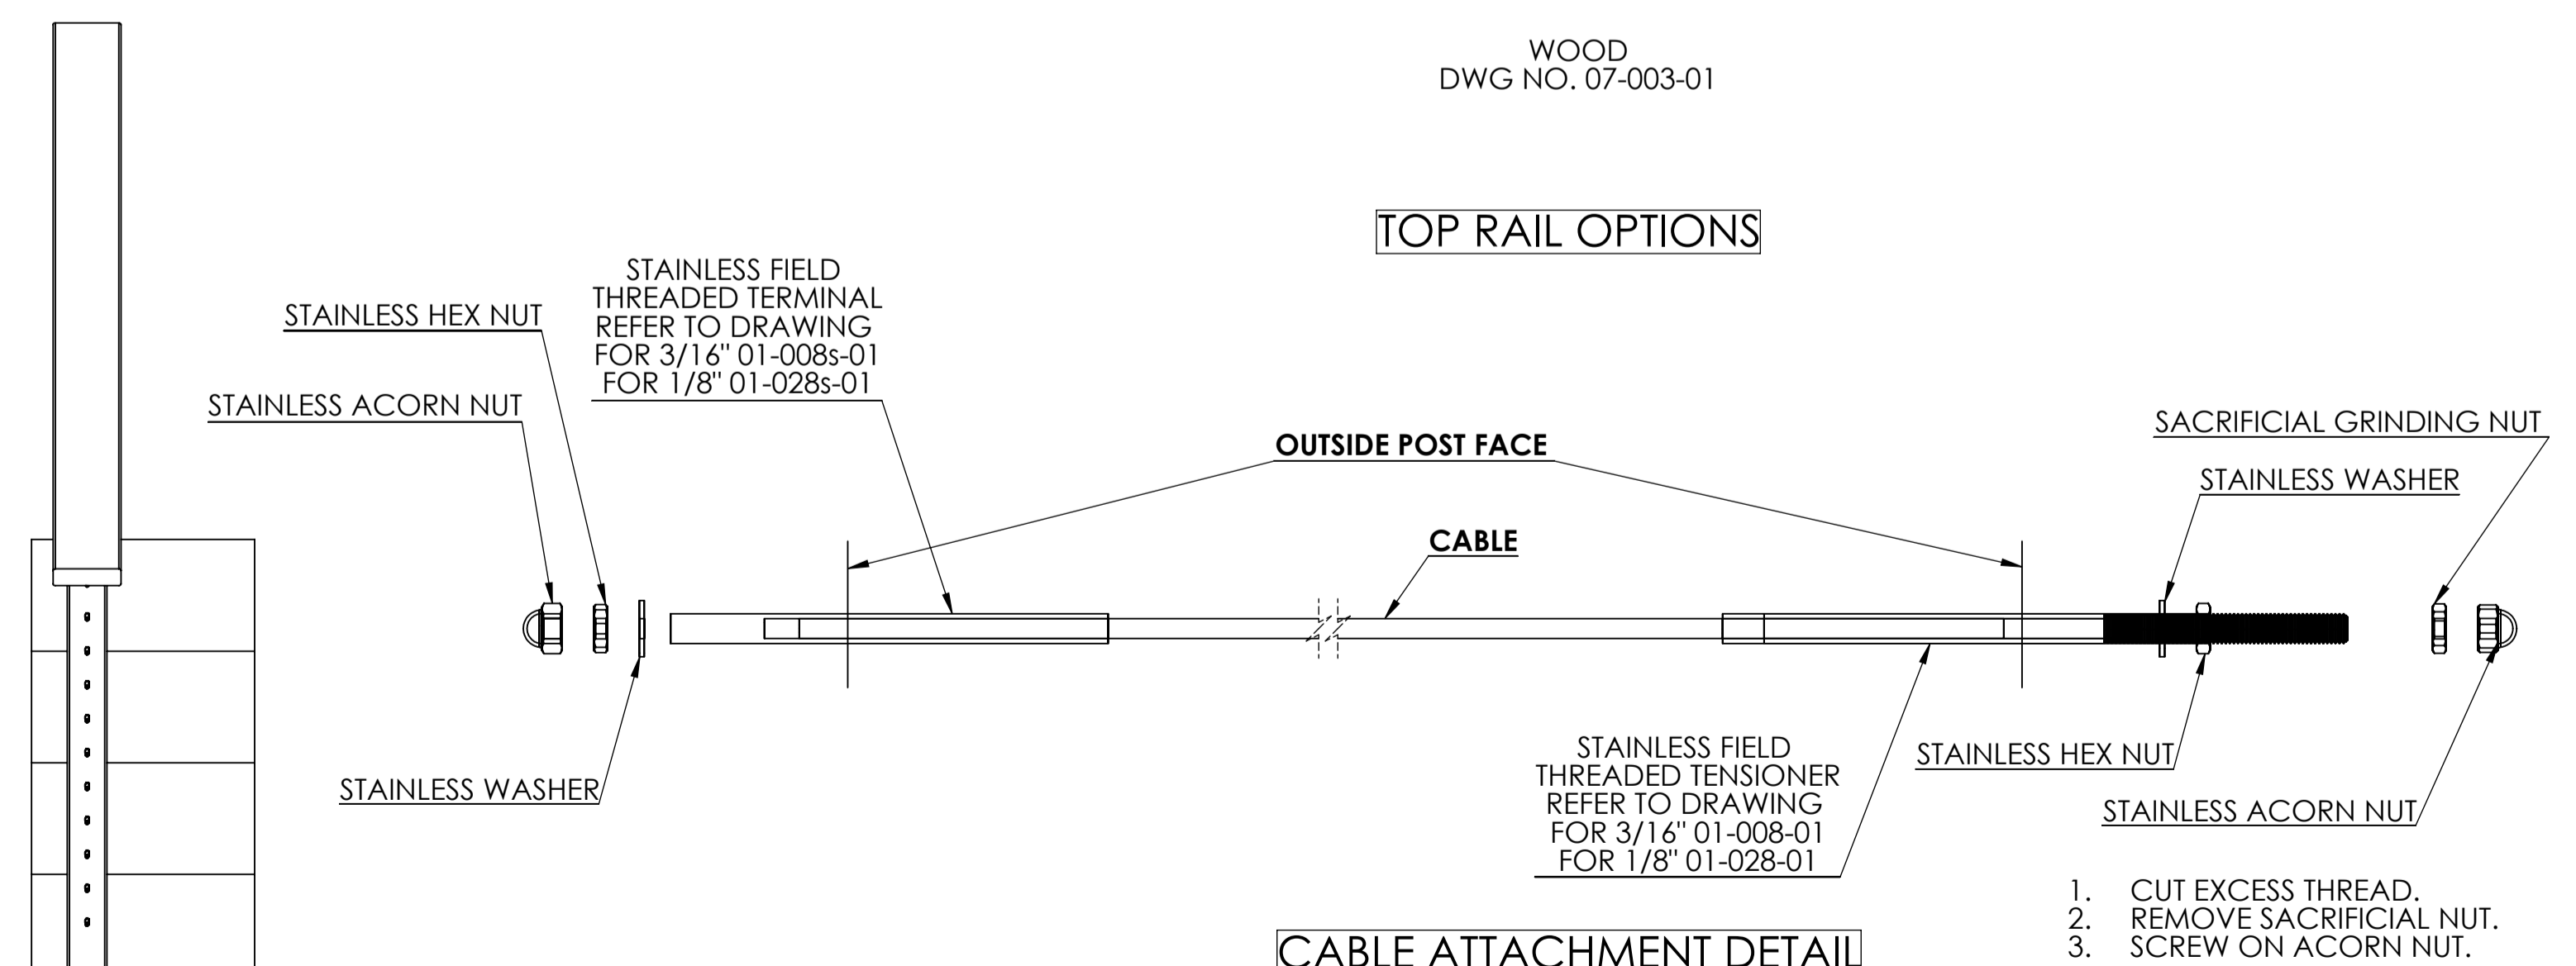 WOOD
DWG NO. 07-003-01
TOP RAIL OPTIONS
STAINLESS FIELD
THREADED TERMINAL
REFER TO DRAWING
FOR 3/16" 01-008s-01
FOR 1/8" 01-028s-01
STAINLESS HEX NUT
STAINLESS ACORN NUT
STAINLESS WASHER
OUTSIDE POST FACE
CABLE
SACRIFICIAL GRINDING NUT
STAINLESS WASHER
STAINLESS FIELD
THREADED TENSIONER
REFER TO DRAWING
FOR 3/16" 01-008-01
FOR 1/8" 01-028-01
STAINLESS HEX NUT
STAINLESS ACORN NUT
1. CUT EXCESS THREAD.
2. REMOVE SACRIFICIAL NUT.
3. SCREW ON ACORN NUT.
CABLE ATTACHMENT DETAIL